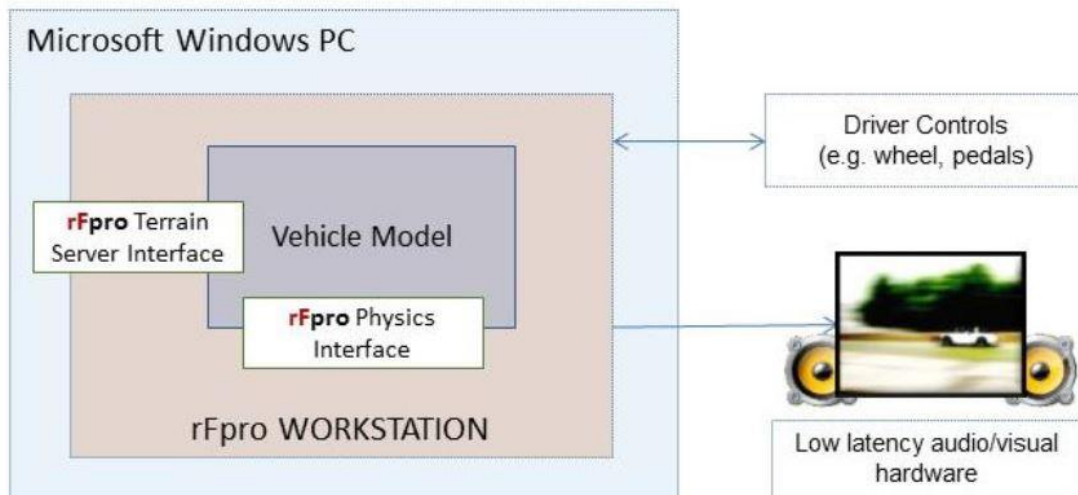 Microsoft Windows PC
Driver Controls
(e.g. wheel, pedals)
rFpro Terrain
Server Interface
Vehicle Model
rFpro Physics
Interface
rFpro WORKSTATION
Low latency audio/visual
hardware